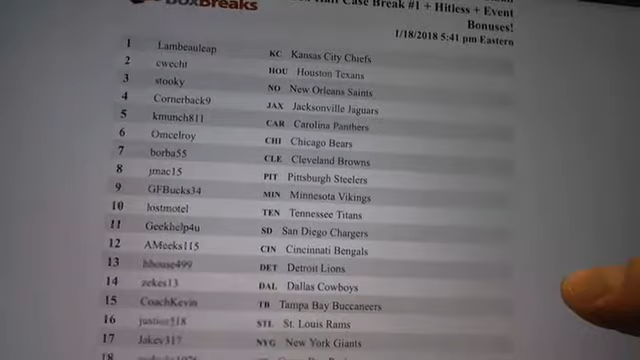 BoxBreaks
Case Break #1 + Hitless + Event
Bonuses!
1/18/2018 5:41 pm Eastern
1 Lambeauleap KC Kansas City Chiefs
2 cwecht HOU Houston Texans
3 stooky NO New Orleans Saints
4 Cornerback9 JAX Jacksonville Jaguars
5 kmunch811 CAR Carolina Panthers
6 Omcelroy CHI Chicago Bears
7 borba55 CLE Cleveland Browns
8 jmac15 PIT Pittsburgh Steelers
9 GFBucks34 MIN Minnesota Vikings
10 lostmotel TEN Tennessee Titans
11 Geekhelp4u SD San Diego Chargers
12 AMeeks115 CIN Cincinnati Bengals
13 hhouse499 DET Detroit Lions
14 zekes13 DAL Dallas Cowboys
15 CoachKevin TB Tampa Bay Buccaneers
16 STL St. Louis Rams
17 Jakev317 NYG New York Giants
18